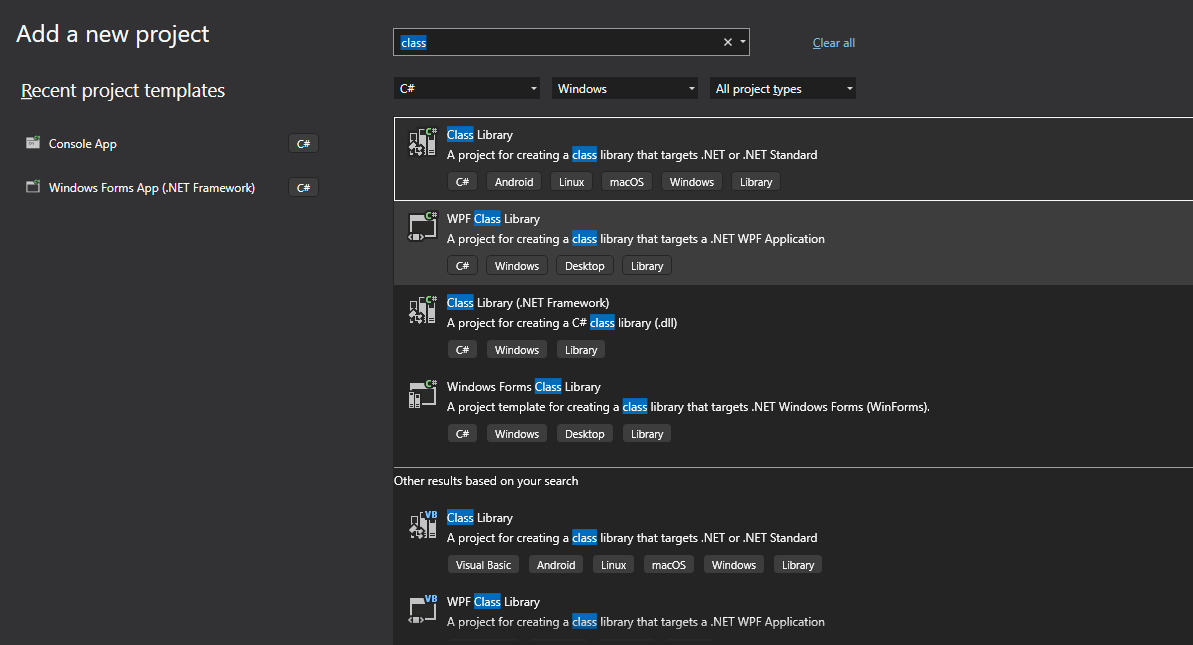 Add a new project
class
Clear all
Recent project templates
C#
Windows
All project types
Console App
C#
Windows Forms App (.NET Framework)
C#
C#
Class Library
A project for creating a class library that targets .NET or .NET Standard
C# Android Linux macOS Windows Library
C#
WPF Class Library
A project for creating a class library that targets a .NET WPF Application
C# Windows Desktop Library
C#
Class Library (.NET Framework)
A project for creating a C# class library (.dll)
C# Windows Library
C#
Windows Forms Class Library
A project template for creating a class library that targets .NET Windows Forms (WinForms).
C# Windows Desktop Library
Other results based on your search
VB
Class Library
A project for creating a class library that targets .NET or .NET Standard
Visual Basic Android Linux macOS Windows Library
VB
WPF Class Library
A project for creating a class library that targets a .NET WPF Application